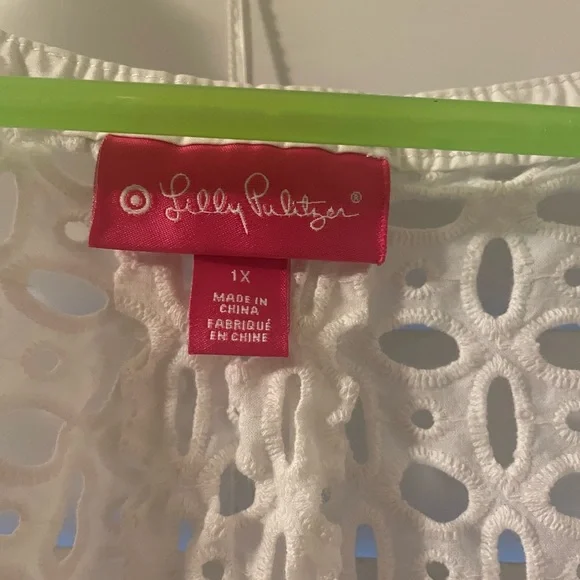 Lilly Pulitzer®
1X
MADE IN
CHINA
FABRIQUÉ
EN CHINE